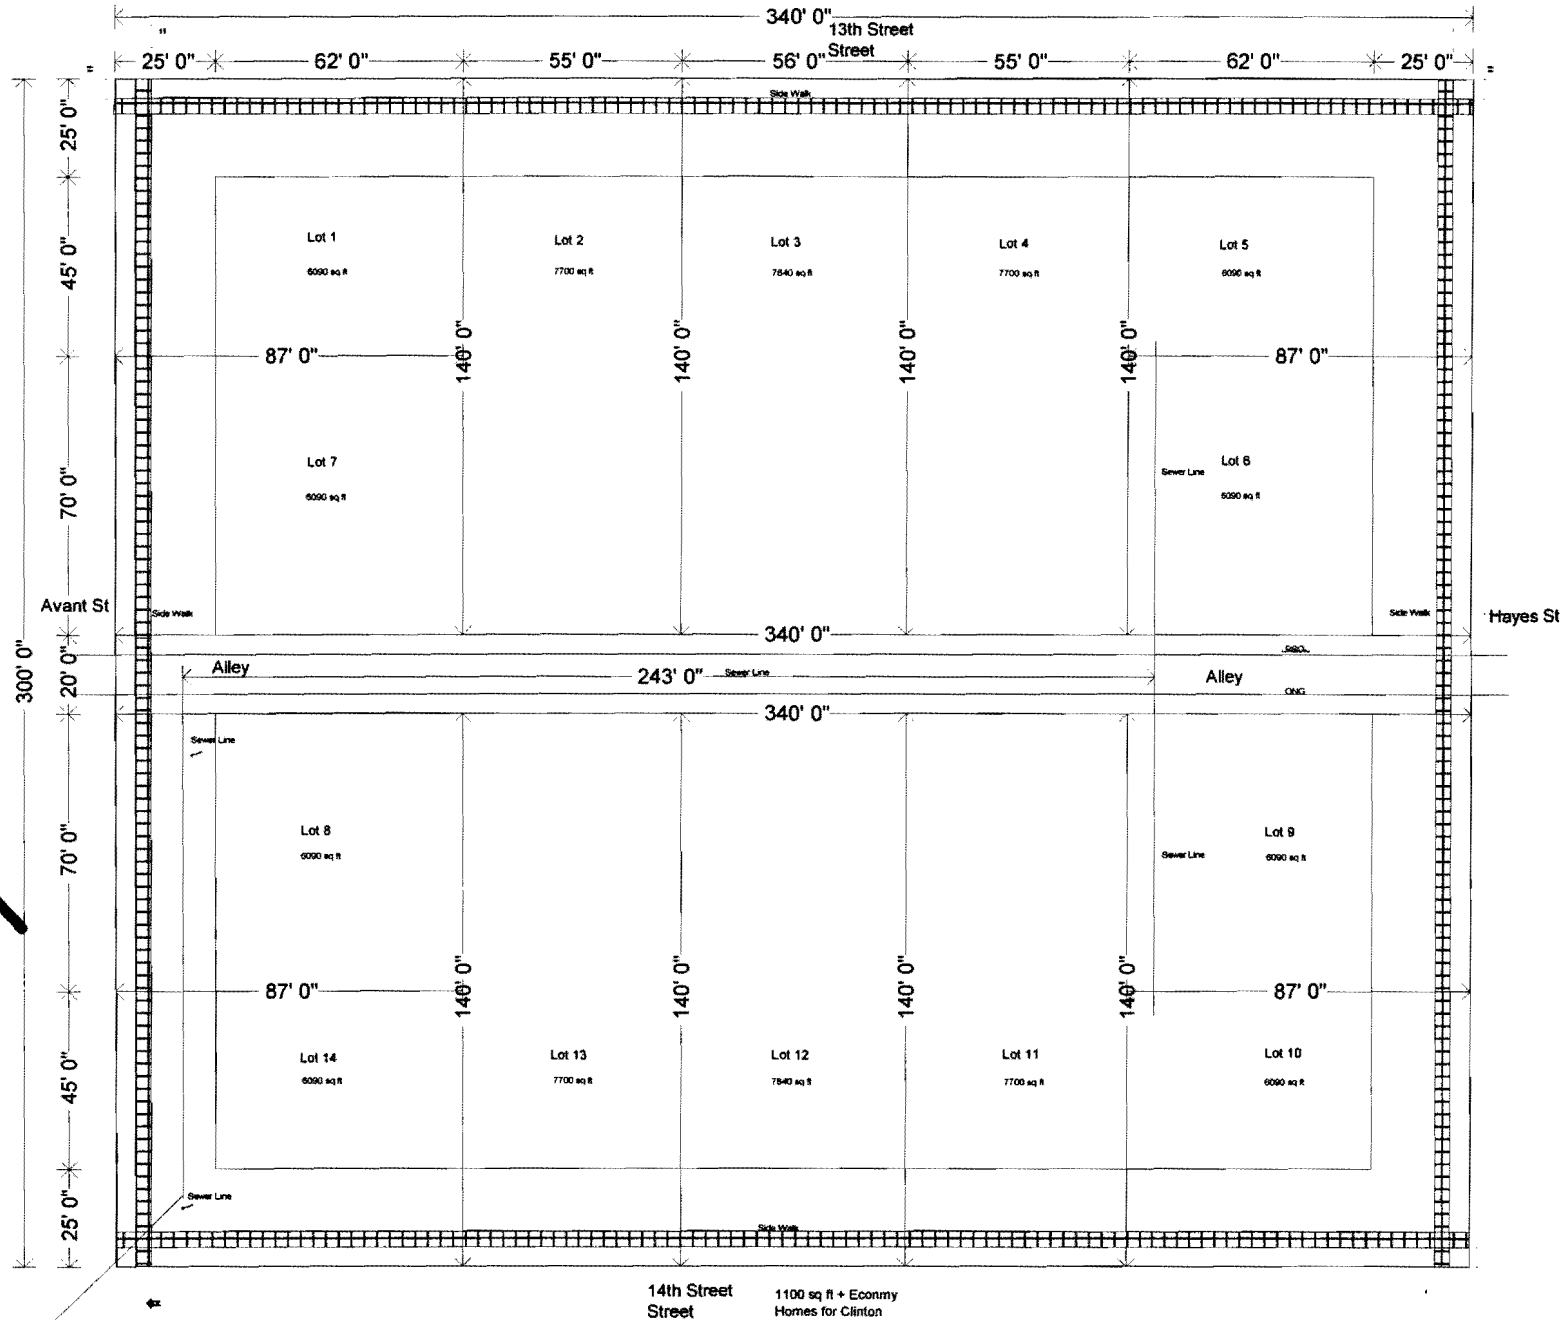 340' 0"
13th Street
Street
"
25' 0"
62' 0"
55' 0"
56' 0"
55' 0"
62' 0"
25' 0"
"
"
Side Walk
25' 0"
Lot 1
6090 sq ft
Lot 2
7700 sq ft
Lot 3
7840 sq ft
Lot 4
7700 sq ft
Lot 5
6090 sq ft
45' 0"
87' 0"
140' 0"
140' 0"
140' 0"
140' 0"
87' 0"
Lot 7
6090 sq ft
Sewer Line
Lot 6
6090 sq ft
70' 0"
Avant St
Side Walk
Side Walk
Hayes St
340' 0"
300' 0"
20' 0"
Alley
243' 0"
Sewer Line
Alley
ONG
340' 0"
Sewer Line
Lot 8
6090 sq ft
Sewer Line
Lot 9
6090 sq ft
70' 0"
87' 0"
140' 0"
140' 0"
140' 0"
140' 0"
87' 0"
Lot 14
6090 sq ft
Lot 13
7700 sq ft
Lot 12
7840 sq ft
Lot 11
7700 sq ft
Lot 10
6090 sq ft
45' 0"
Sewer Line
25' 0"
Side Walk
14th Street
Street
1100 sq ft + Econmy
Homes for Clinton